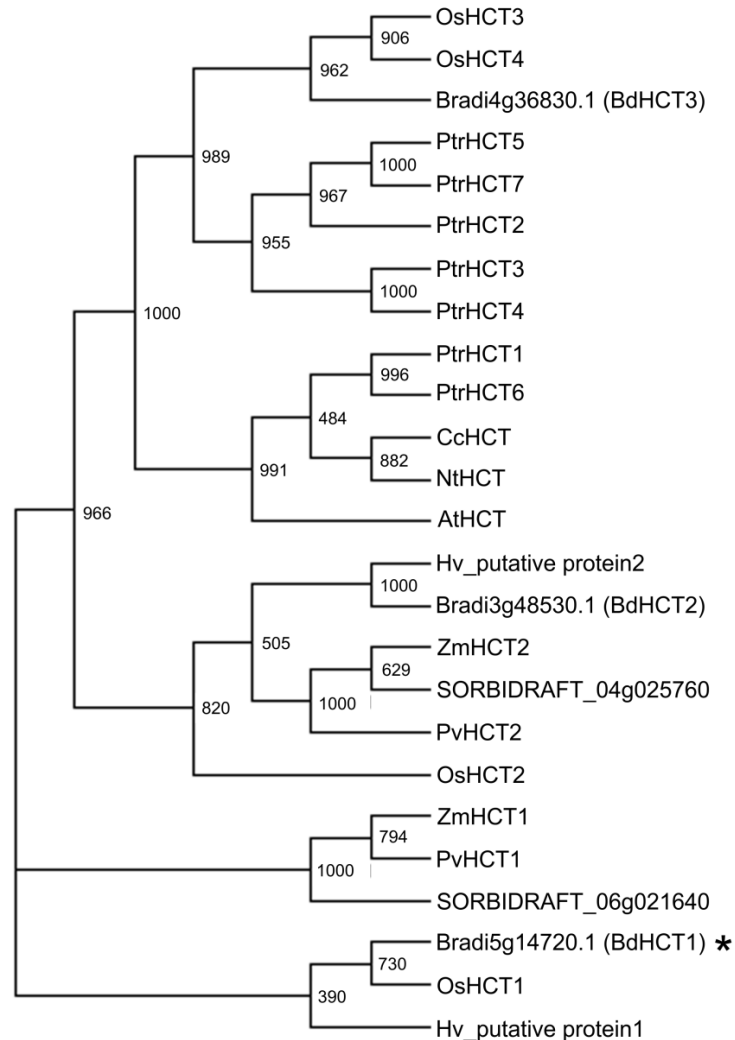 OsHCT3
906
OsHCT4
962
Bradi4g36830.1 (BdHCT3)
PtrHCT5
989
1000
PtrHCT7
967
PtrHCT2
955
PtrHCT3
1000
PtrHCT4
1000
PtrHCT1
996
PtrHCT6
484
CcHCT
882
991
NtHCT
966
AtHCT
Hv_putative protein2
1000
Bradi3g48530.1 (BdHCT2)
505
ZmHCT2
629
SORBIDRAFT_04g025760
820
1000
PvHCT2
OsHCT2
ZmHCT1
794
PvHCT1
1000
SORBIDRAFT_06g021640
Bradi5g14720.1 (BdHCT1) *
730
OsHCT1
390
Hv_putative protein1